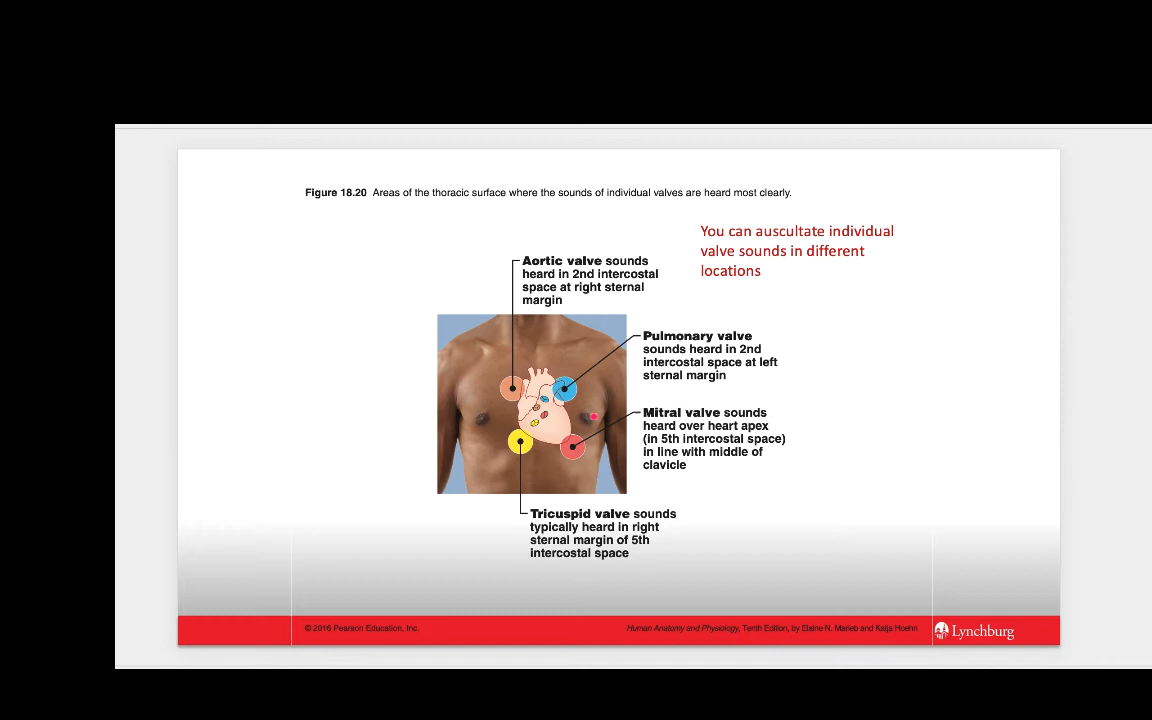 Figure 18.20 Areas of the thoracic surface where the sounds of individual valves are heard most clearly.
You can auscultate individual
valve sounds in different
locations
Aortic valve sounds
heard in 2nd intercostal
space at right sternal
margin
Pulmonary valve
sounds heard in 2nd
intercostal space at left
sternal margin
Mitral valve sounds
heard over heart apex
(in 5th intercostal space)
in line with middle of
clavicle
Tricuspid valve sounds
typically heard in right
sternal margin of 5th
intercostal space
© 2016 Pearson Education, Inc.
Human Anatomy and Physiology, Tenth Edition, by Elaine N. Marieb and Katja Hoehn
Lynchburg